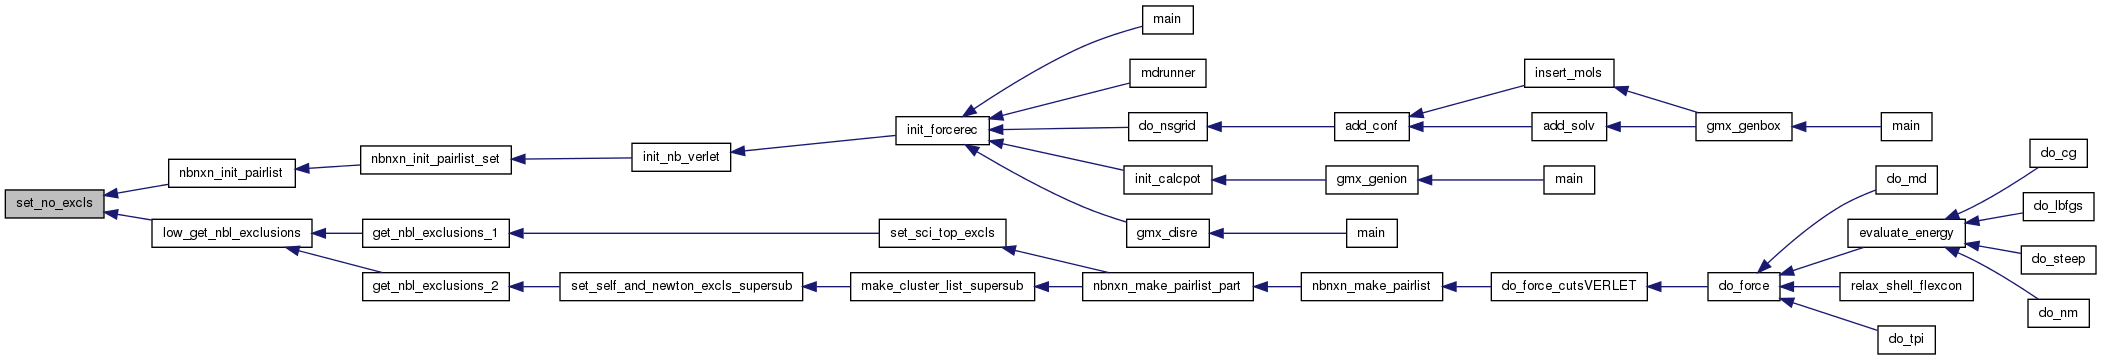 main
mdrunner
insert_mols
do_nsgrid
add_conf
add_solv
gmx_genbox
main
init_forcerec
nbnxn_init_pairlist_set
init_nb_verlet
nbnxn_init_pairlist
init_calcpot
gmx_genion
main
do_cg
do_md
set_no_excls
do_lbfgs
low_get_nbl_exclusions
get_nbl_exclusions_1
set_sci_top_excls
gmx_disre
main
evaluate_energy
do_steep
get_nbl_exclusions_2
set_self_and_newton_excls_supersub
make_cluster_list_supersub
nbnxn_make_pairlist_part
nbnxn_make_pairlist
do_force_cutsVERLET
do_force
relax_shell_flexcon
do_nm
do_tpi